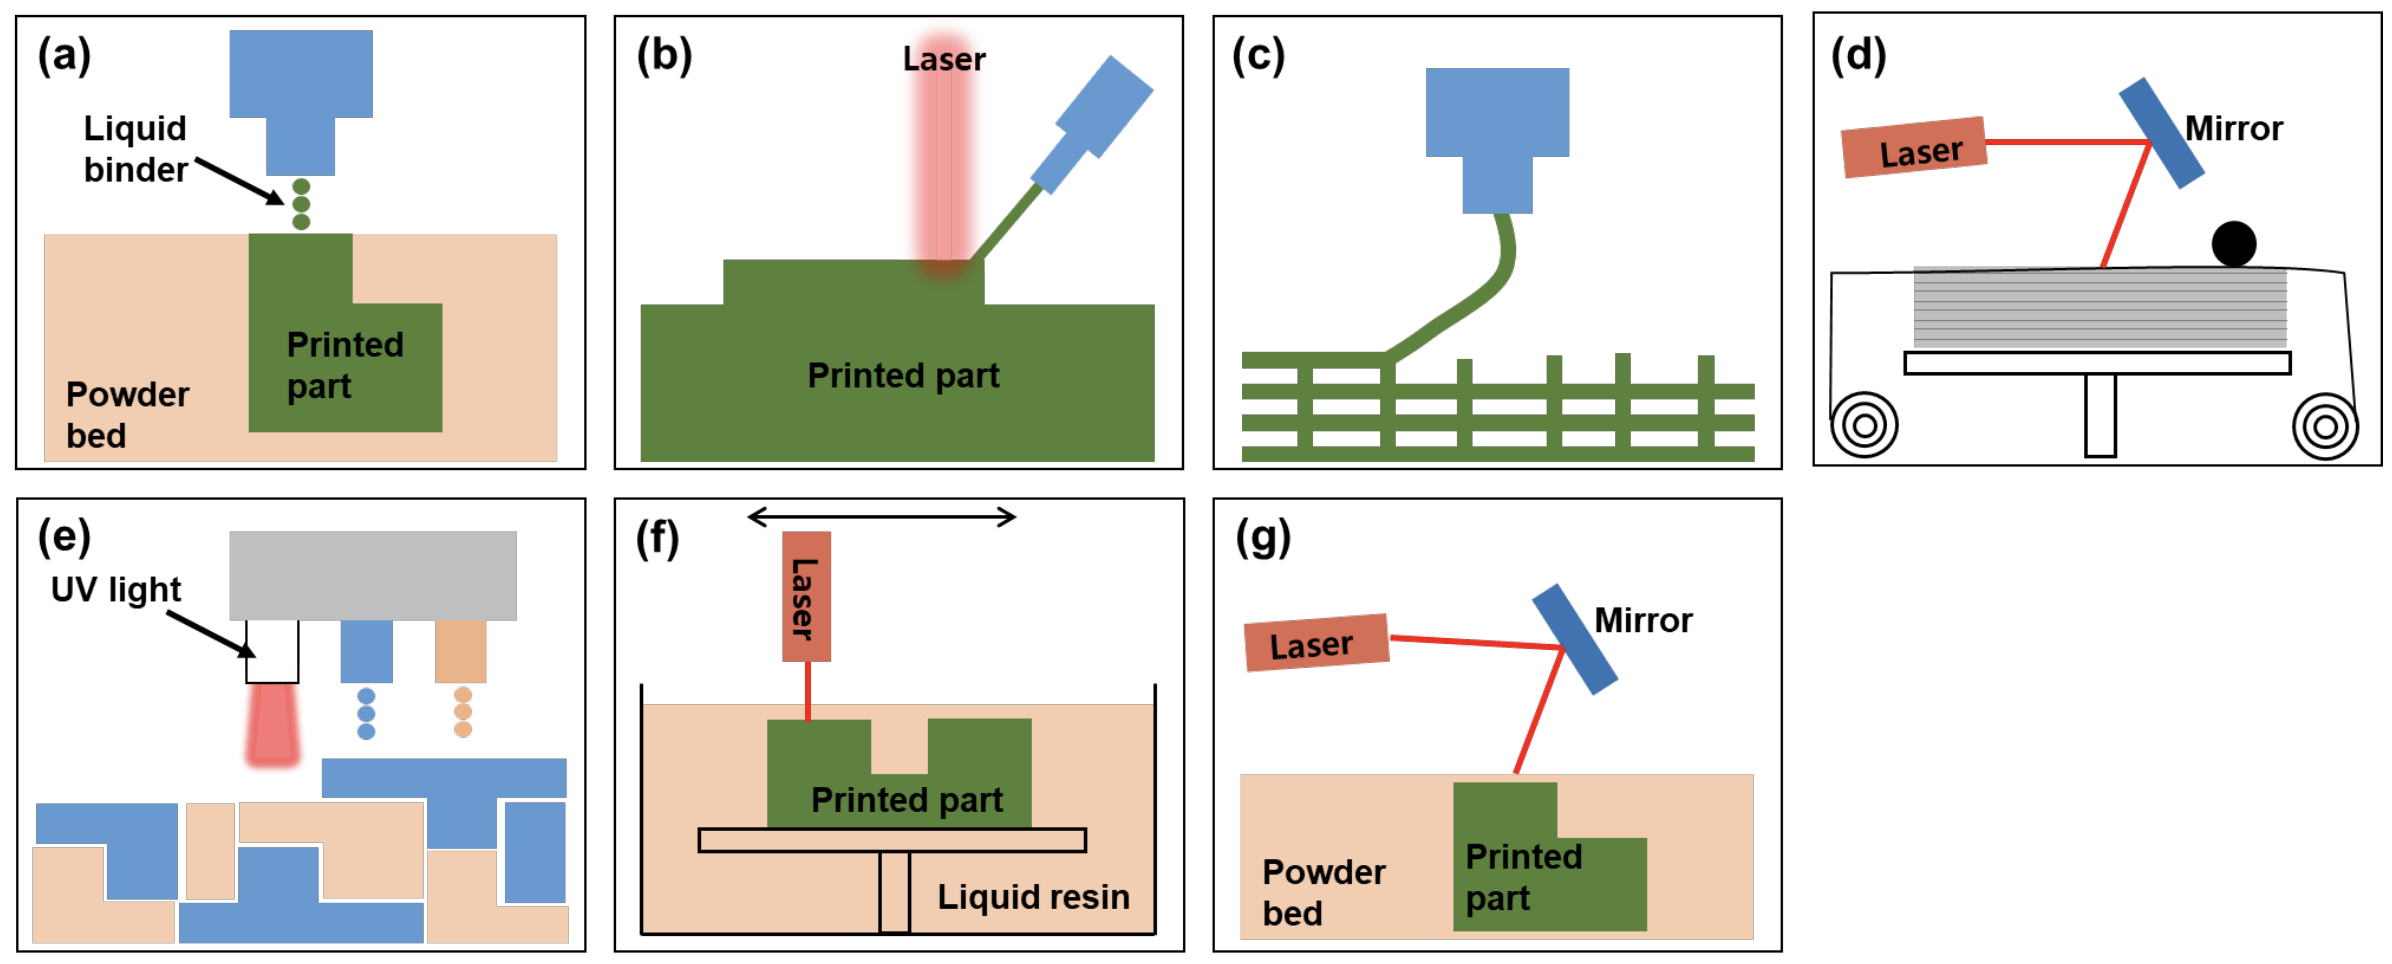 (a)
Liquid
binder
Printed
part
Powder
bed
(b)
Laser
Printed part
(c)
(d)
Laser
Mirror
(e)
UV light
(f)
Laser
Printed part
Liquid resin
(g)
Laser
Mirror
Printed
part
Powder
bed